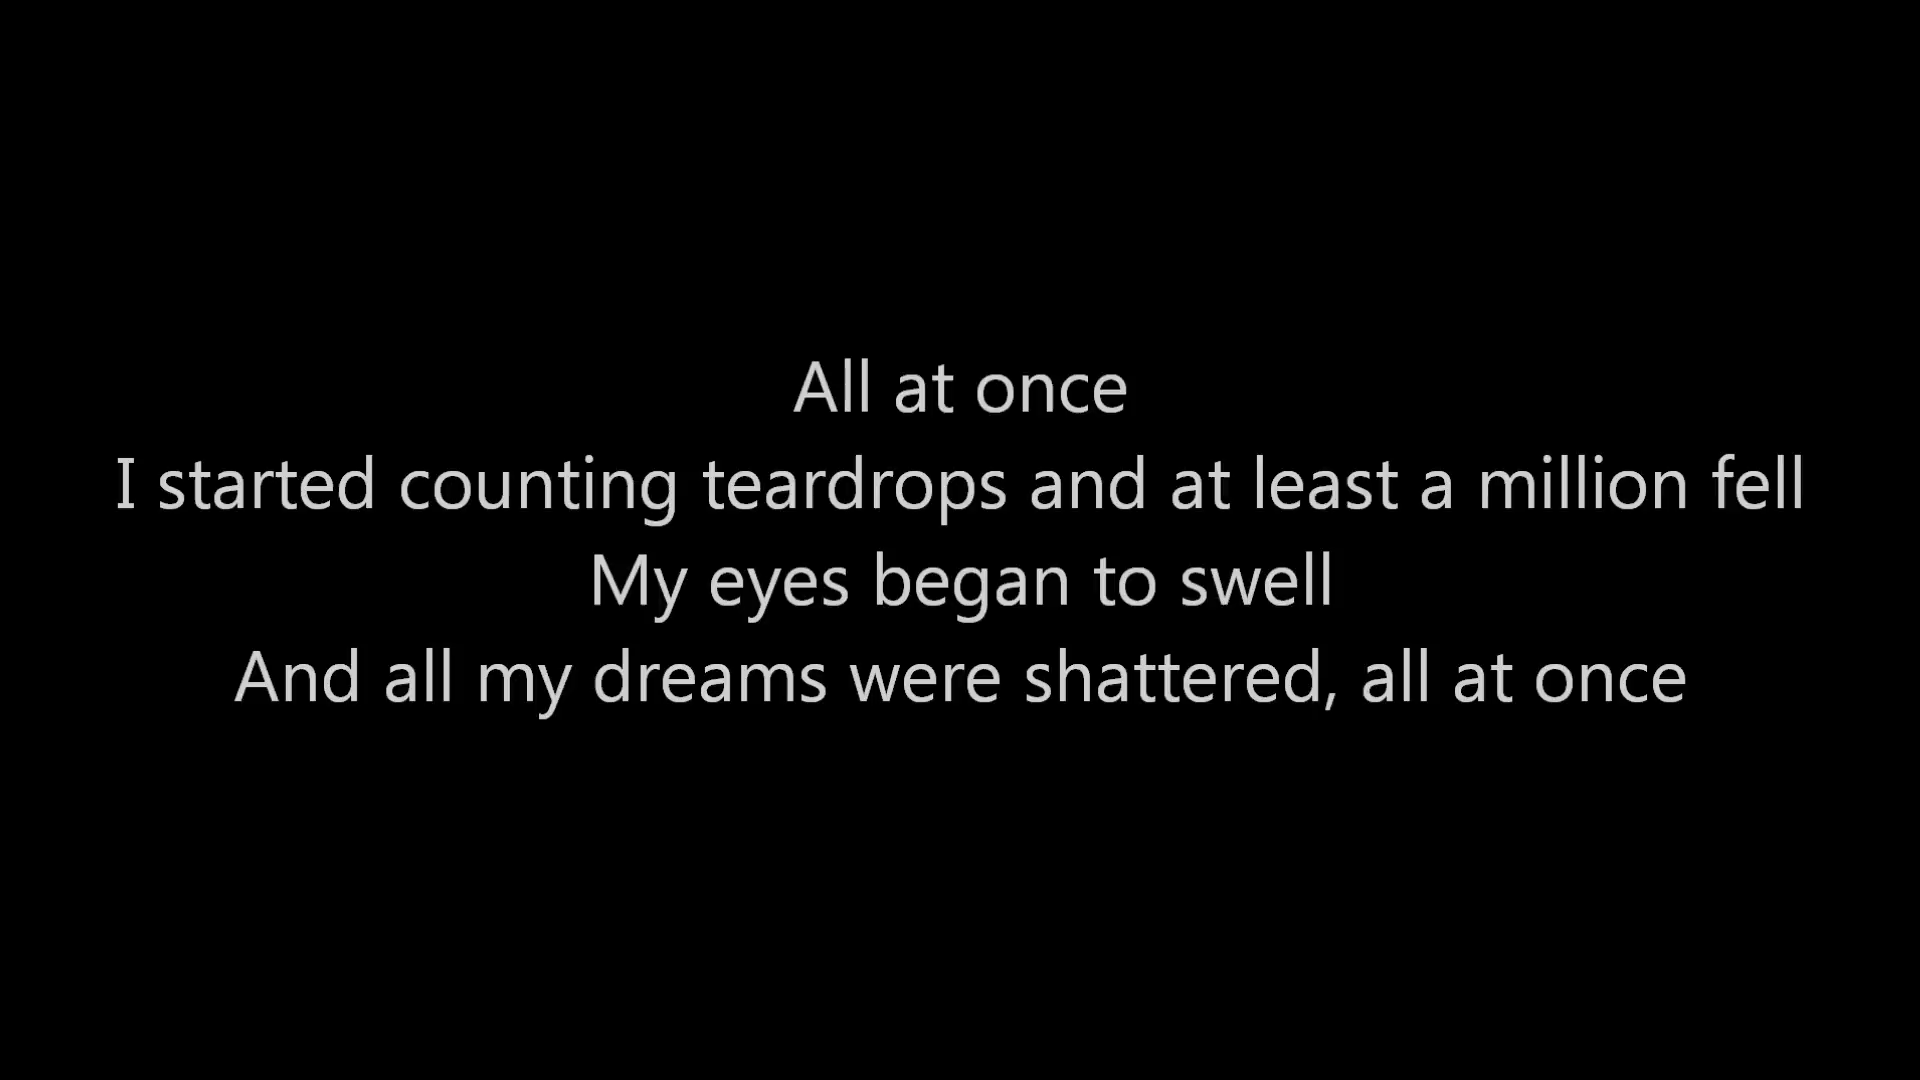 All at once
I started counting teardrops and at least a million fell
My eyes began to swell
And all my dreams were shattered, all at once